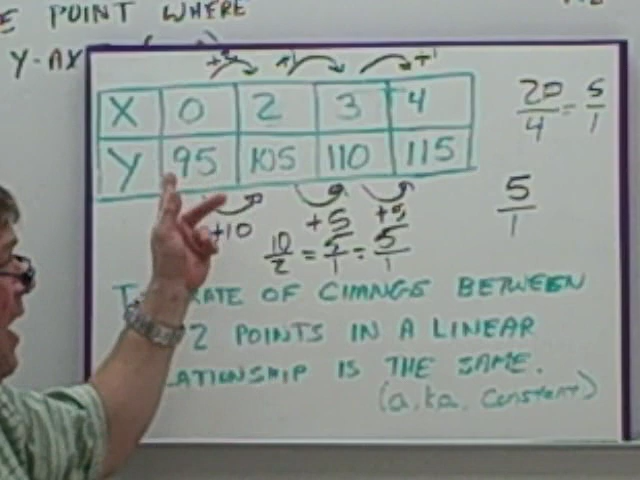 E POINT WHERE
Y-AX
+1 +1
X 0 2 3 4
Y 95 105 110 115
+10 +5 +5
10/2 = 5/1 = 5/1
20/4 = 5/1
5/1
RATE OF CHANGE BETWEEN
2 POINTS IN A LINEAR
LATIONSHIP IS THE SAME.
(a.k.a. constant)